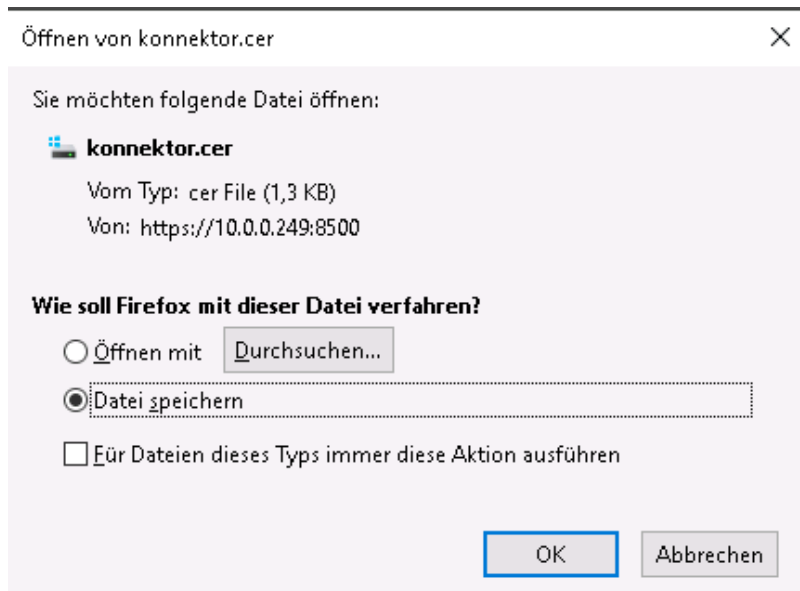 Öffnen von konnektor.cer
Sie möchten folgende Datei öffnen:
konnektor.cer
Vom Typ: cer File (1,3 KB)
Von: https://10.0.0.249:8500
Wie soll Firefox mit dieser Datei verfahren?
Öffnen mit Durchsuchen...
Datei speichern
Für Dateien dieses Typs immer diese Aktion ausführen
OK Abbrechen